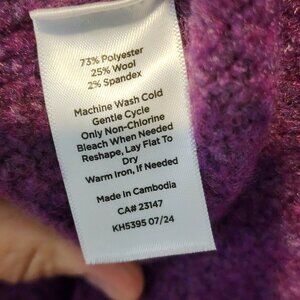 73% Polyester
25% Wool
2% Spandex
Machine Wash Cold
Gentle Cycle
Only Non-Chlorine
Bleach When Needed
Reshape, Lay Flat To
Dry
Warm Iron, If Needed
Made In Cambodia
CA# 23147
KH5395 07/24